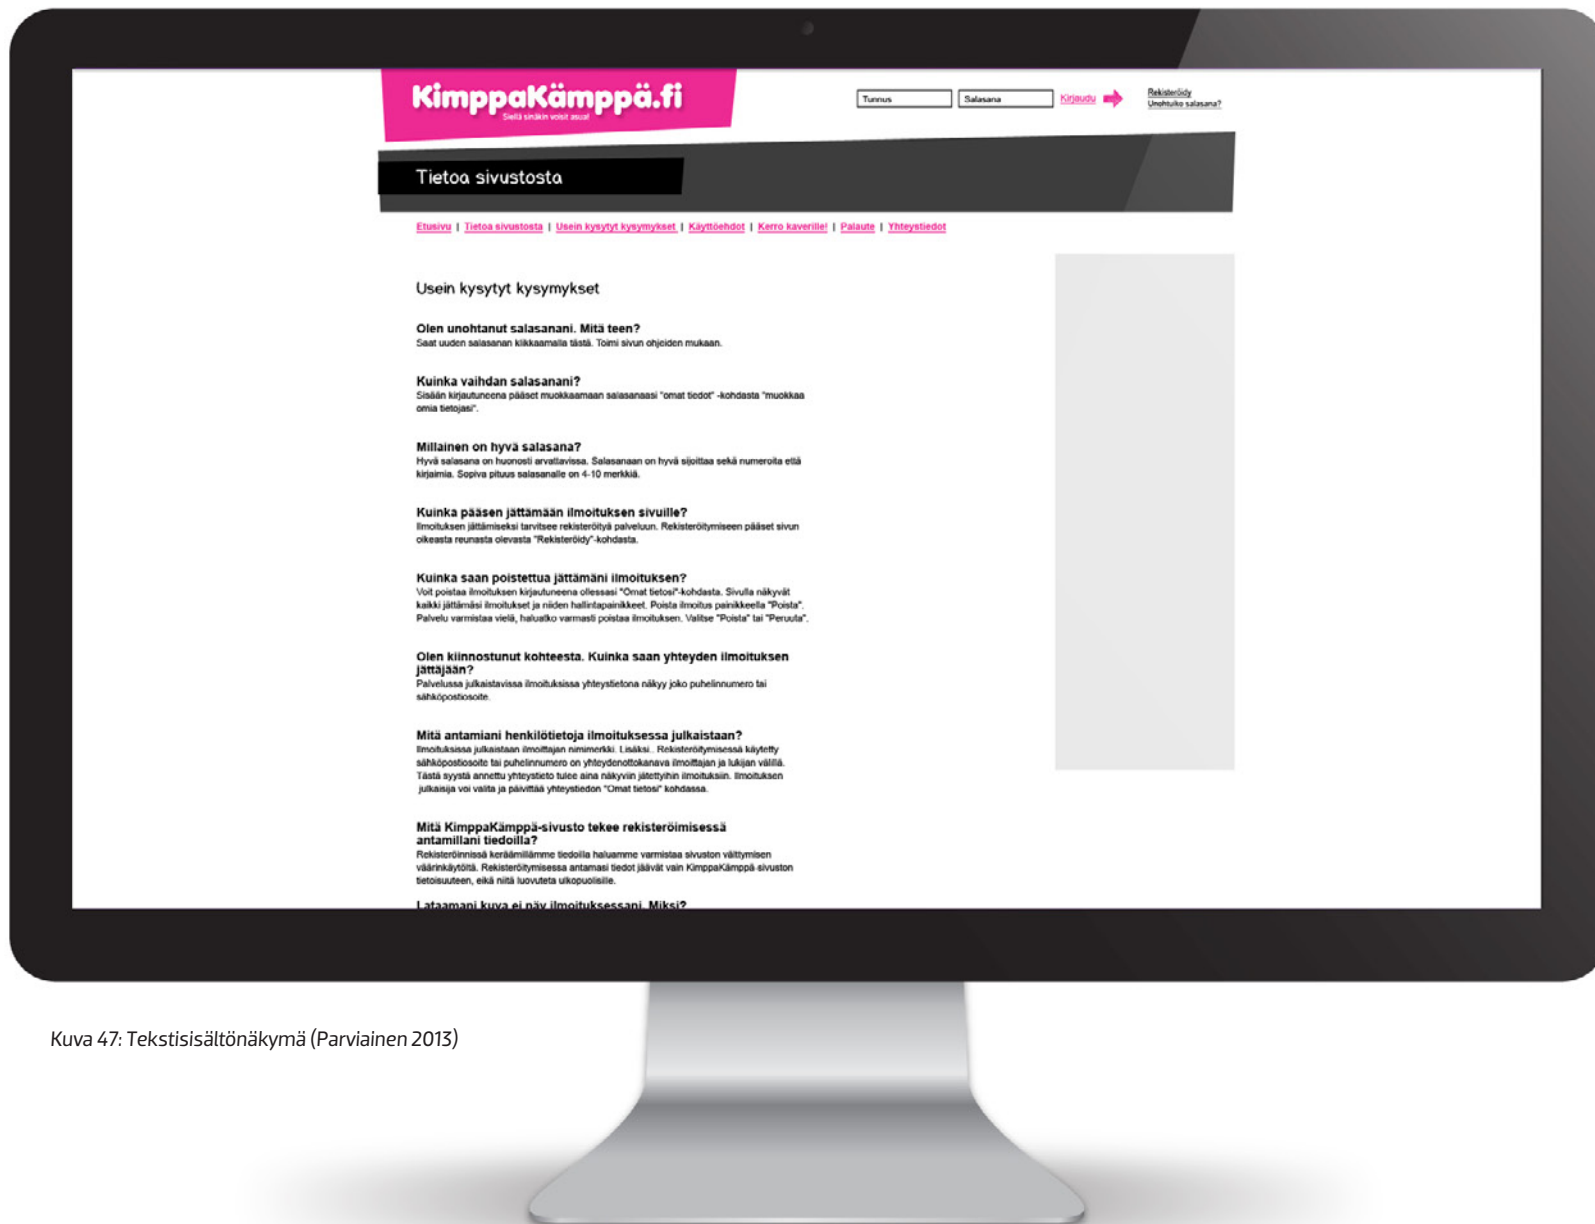 KimppaKämppä.fi
Siellä sinäkin voisit asua!
Tunnus
Salasana
Kirjaudu
Rekisteröidy
Unohtuiko salasana?
Tietoa sivustosta
Etusivu | Tietoa sivustosta | Usein kysytyt kysymykset | Käyttöehdot | Kerro kaverille! | Palaute | Yhteystiedot
Usein kysytyt kysymykset
Olen unohtanut salasanani. Mitä teen?
Saat uuden salasanan klikkaamalla tästä. Toimi sivun ohjeiden mukaan.
Kuinka vaihdan salasanani?
Sisään kirjautuneena pääset muokkaamaan salasanaasi "omat tiedot" -kohdasta "muokkaa
omia tietojasi".
Millainen on hyvä salasana?
Hyvä salasana on huonosti arvattavissa. Salasanaan on hyvä sijoittaa sekä numeroita että
kirjaimia. Sopiva pituus salasanalle on 4-10 merkkiä.
Kuinka pääsen jättämään ilmoituksen sivuille?
Ilmoituksen jättämiseksi tarvitsee rekisteröityä palveluun. Rekisteröitymiseen pääset sivun
oikeasta reunasta olevasta "Rekisteröidy"-kohdasta.
Kuinka saan poistettua jättämäni ilmoituksen?
Voit poistaa ilmoituksen kirjautuneena ollessasi "Omat tietosi"-kohdasta. Sivulla näkyvät
kaikki jättämäsi ilmoitukset ja niiden hallintapainikkeet. Poista ilmoitus painikkeella "Poista".
Palvelu varmistaa vielä, haluatko varmasti poistaa ilmoituksen. Valitse "Poista" tai "Peruuta".
Olen kiinnostunut kohteesta. Kuinka saan yhteyden ilmoituksen
jättäjään?
Palvelussa julkaistavissa ilmoituksissa yhteystietona näkyy joko puhelinnumero tai
sähköpostiosoite.
Mitä antamiani henkilötietoja ilmoituksessa julkaistaan?
Ilmoituksissa julkaistaan ilmoittajan nimimerkki. Lisäksi.. Rekisteröitymisessä käytetty
sähköpostiosoite tai puhelinnumero on yhteydenottokanava ilmoittajan ja lukijan välillä.
Tästä syystä annettu yhteystieto tulee aina näkyviin jätettyihin ilmoituksiin. Ilmoituksen
julkaisija voi valita ja päivittää yhteystiedon "Omat tietosi" kohdassa.
Mitä KimppaKämppä-sivusto tekee rekisteröimisessä
antamillani tiedoilla?
Rekisteröinnissä keräämillämme tiedoilla haluamme varmistaa sivuston välttymisen
väärinkäytöltä. Rekisteröitymisessa antamasi tiedot jäävät vain KimppaKämppä-sivuston
tietoisuuteen, eikä niitä luovuteta ulkopuolisille.
Lataamani kuva ei näy ilmoituksessani. Miksi?
Kuva 47: Tekstisisältönäkymä (Parviainen 2013)